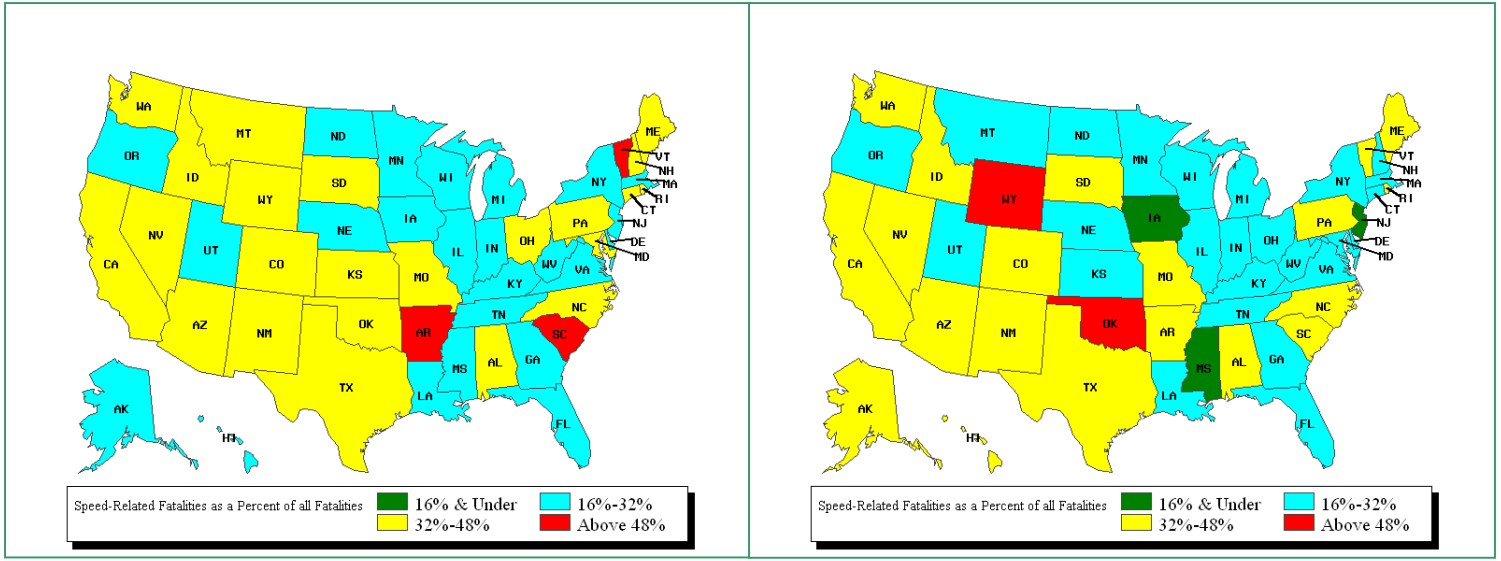 WA
MT
ND
MN
ME
VT
NH
MA
RI
CT
NJ
DE
MD
OR
ID
WY
SD
WI
MI
NY
NE
IA
PA
NV
UT
CO
KS
MO
IL
IN
OH
WV
VA
KY
CA
AZ
NM
OK
AR
TN
NC
SC
TX
LA
MS
AL
GA
FL
AK
HI
Speed-Related Fatalities as a Percent of all Fatalities
16% & Under
16%-32%
32%-48%
Above 48%
WA
MT
ND
MN
ME
VT
NH
MA
RI
CT
NJ
DE
MD
OR
ID
WY
SD
WI
MI
NY
NE
IA
PA
NV
UT
CO
KS
MO
IL
IN
OH
WV
VA
KY
CA
AZ
NM
OK
AR
TN
NC
SC
TX
LA
MS
AL
GA
FL
AK
HI
Speed-Related Fatalities as a Percent of all Fatalities
16% & Under
16%-32%
32%-48%
Above 48%